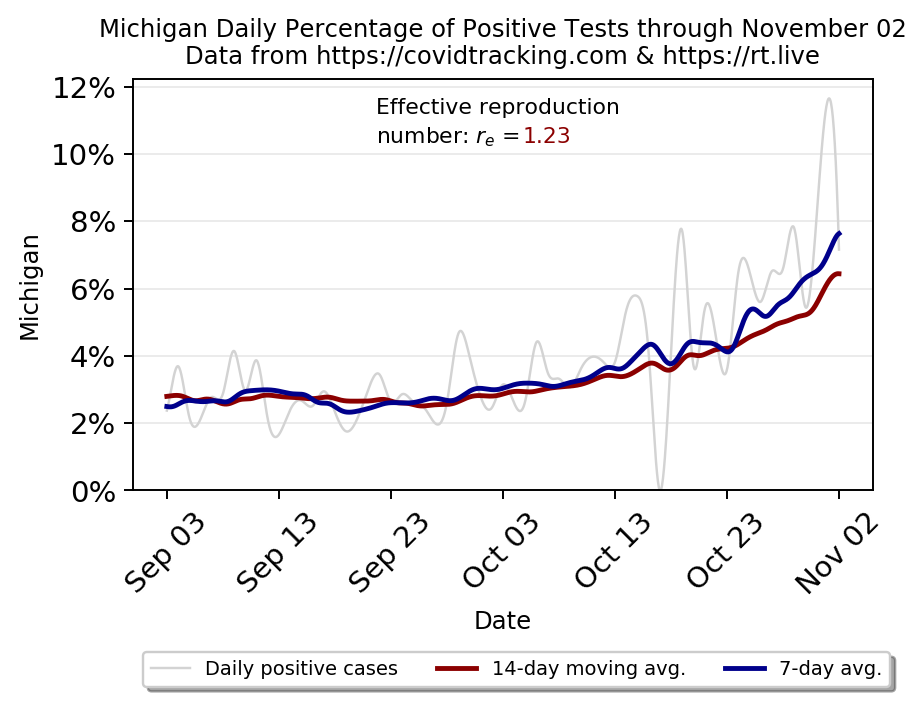 Michigan Daily Percentage of Positive Tests through November 02
Data from https://covidtracking.com & https://rt.live
Effective reproduction
number: rₑ =1.23
12%
10%
8%
6%
4%
2%
0%
Michigan
Sep 03
Sep 13
Sep 23
Oct 03
Oct 13
Oct 23
Nov 02
Date
Daily positive cases
14-day moving avg.
7-day avg.